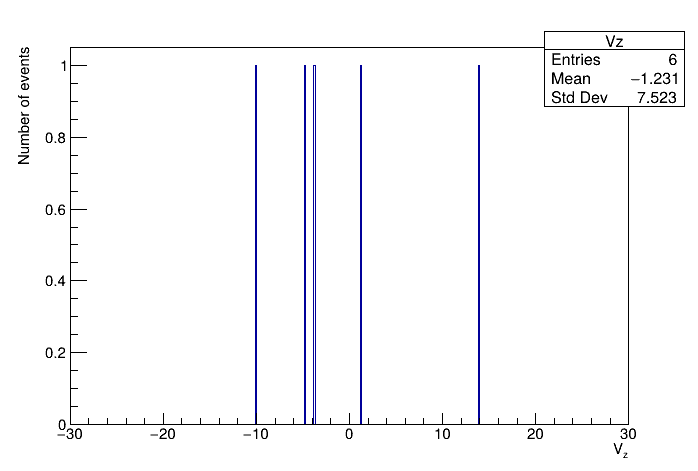 Vz
Entries 6
Mean −1.231
Std Dev 7.523
Number of events
1
0.8
0.6
0.4
0.2
0
−30 −20 −10 0 10 20 30
Vz